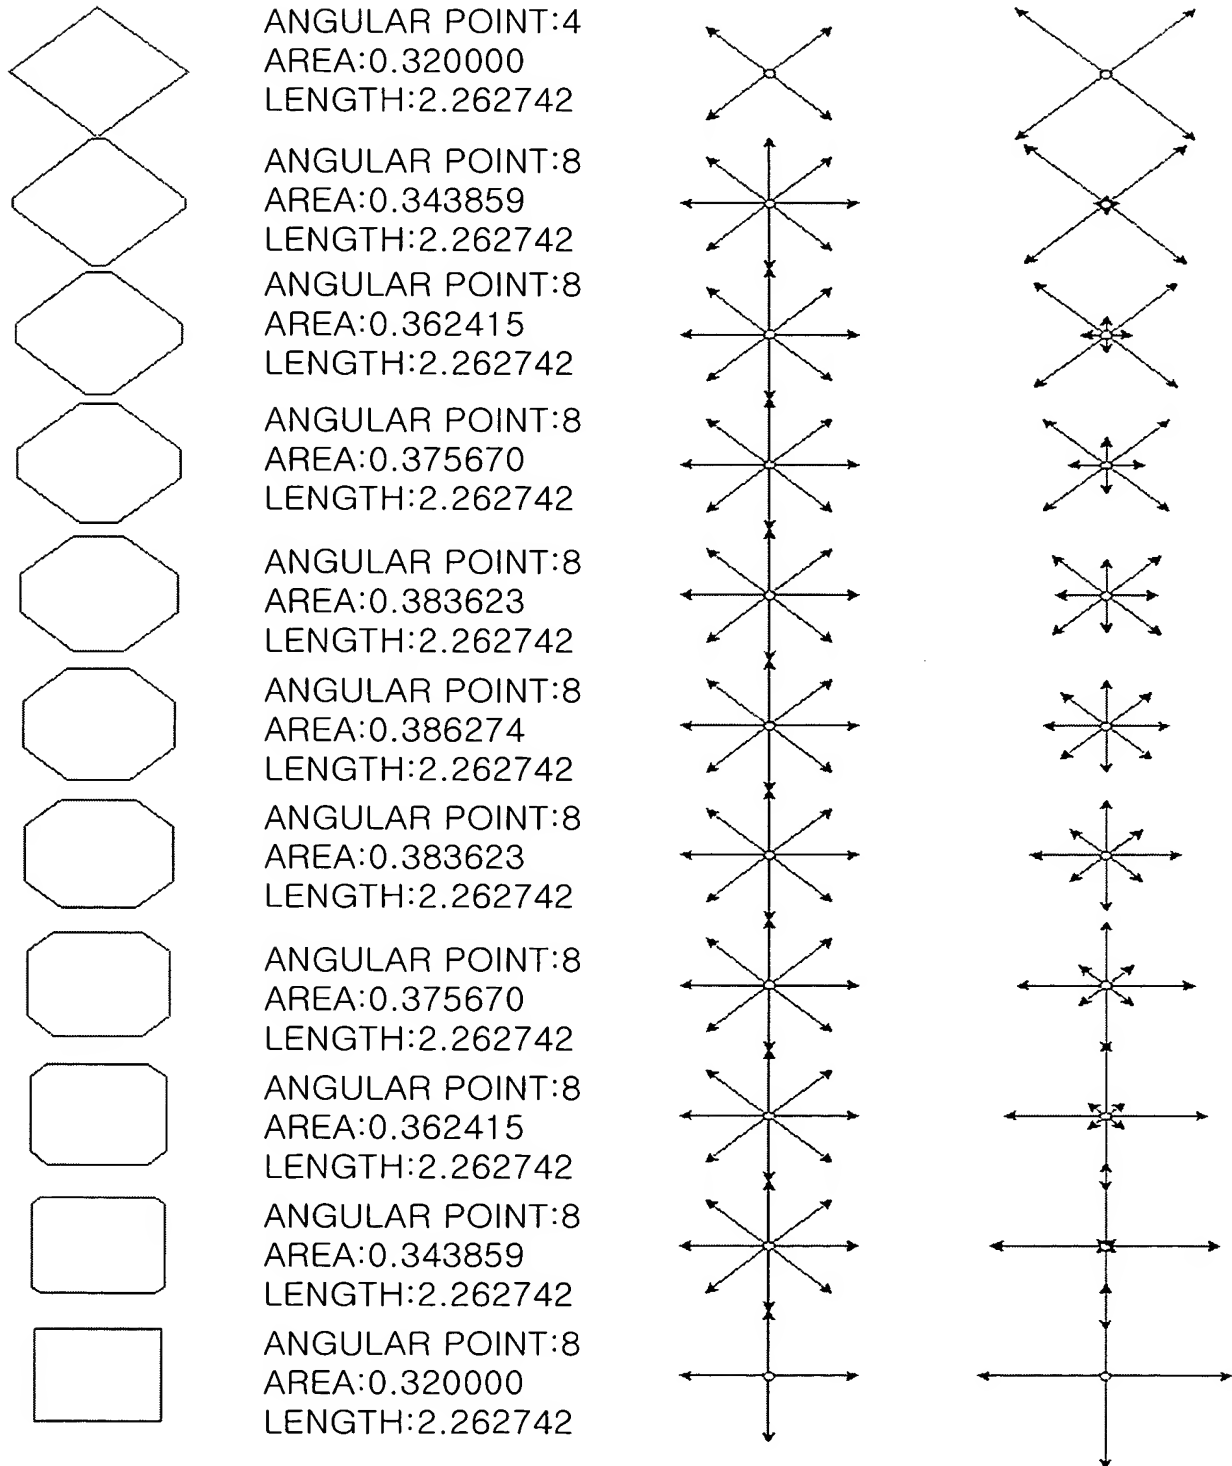 ANGULAR POINT:4
AREA:0.320000
LENGTH:2.262742
ANGULAR POINT:8
AREA:0.343859
LENGTH:2.262742
ANGULAR POINT:8
AREA:0.362415
LENGTH:2.262742
ANGULAR POINT:8
AREA:0.375670
LENGTH:2.262742
ANGULAR POINT:8
AREA:0.383623
LENGTH:2.262742
ANGULAR POINT:8
AREA:0.386274
LENGTH:2.262742
ANGULAR POINT:8
AREA:0.383623
LENGTH:2.262742
ANGULAR POINT:8
AREA:0.375670
LENGTH:2.262742
ANGULAR POINT:8
AREA:0.362415
LENGTH:2.262742
ANGULAR POINT:8
AREA:0.343859
LENGTH:2.262742
ANGULAR POINT:8
AREA:0.320000
LENGTH:2.262742